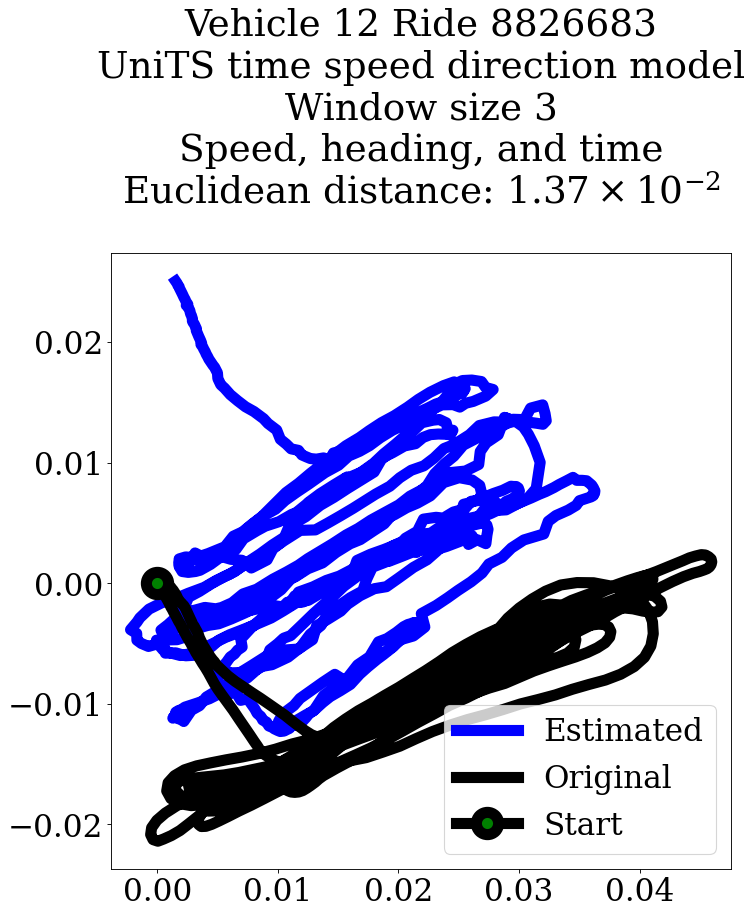 Vehicle 12 Ride 8826683
UniTS time speed direction model
Window size 3
Speed, heading, and time
Euclidean distance: 1.37 × 10⁻²
0.02
0.01
0.00
−0.01
−0.02
Estimated
Original
Start
0.00 0.01 0.02 0.03 0.04